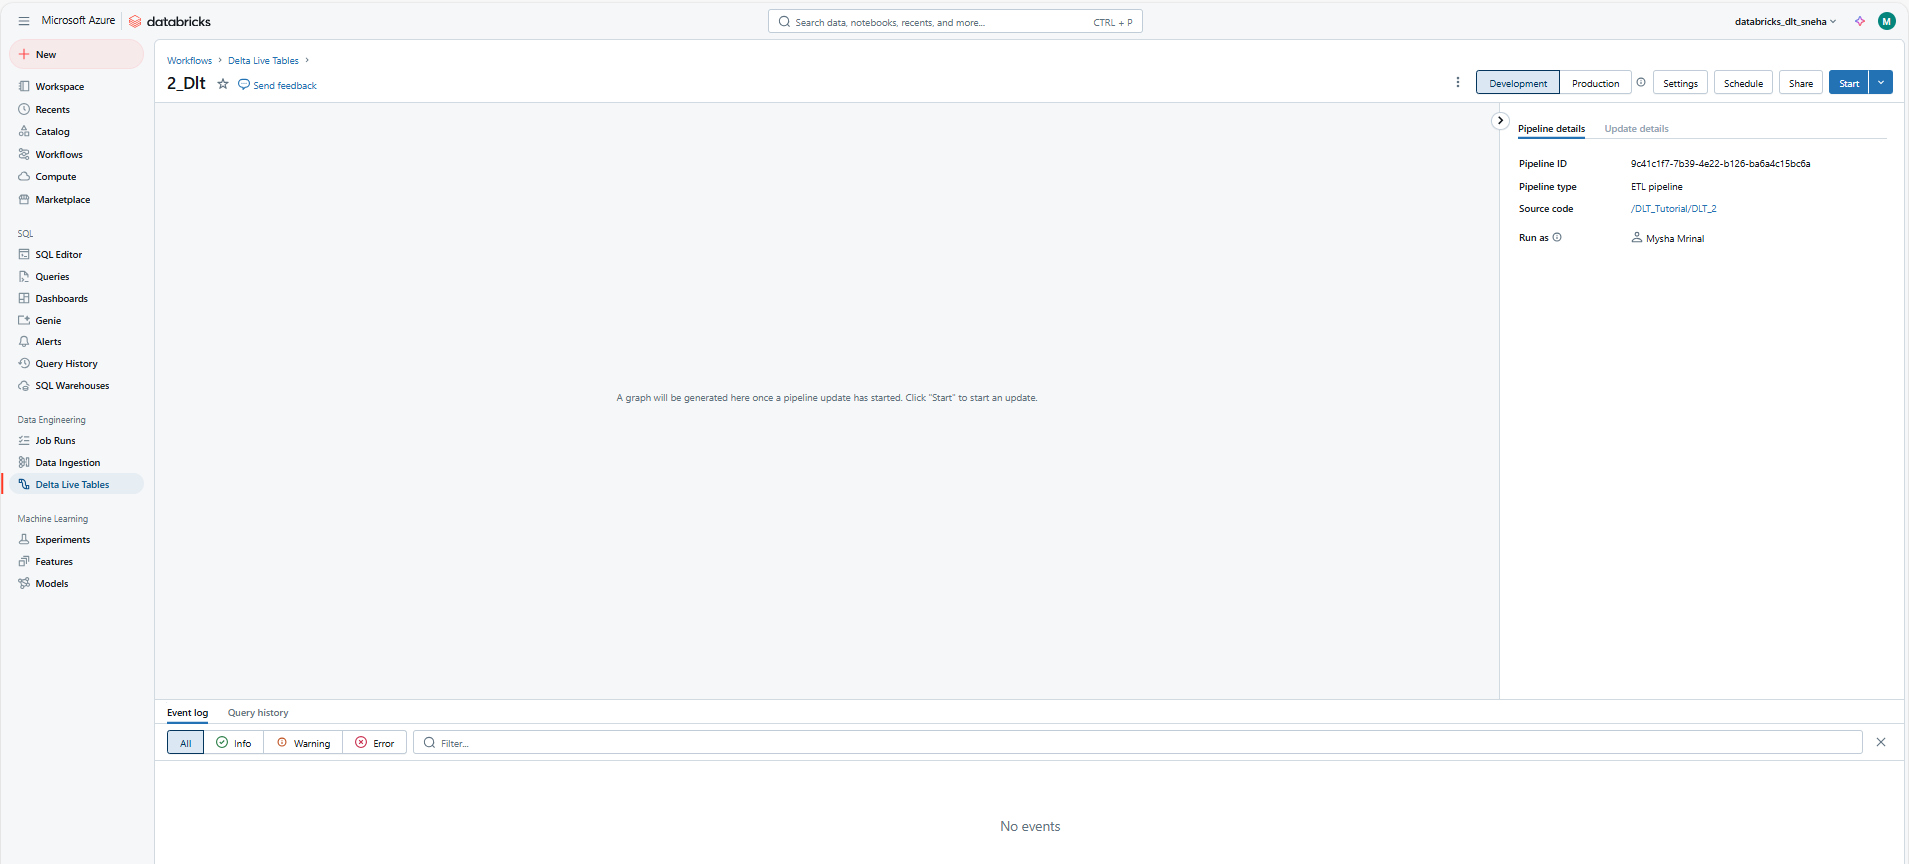 Microsoft Azure databricks
Search data, notebooks, recents, and more... CTRL + P
databricks_dlt_sneha M
New
Workspace
Recents
Catalog
Workflows
Compute
Marketplace
SQL
SQL Editor
Queries
Dashboards
Genie
Alerts
Query History
SQL Warehouses
Data Engineering
Job Runs
Data Ingestion
Delta Live Tables
Machine Learning
Experiments
Features
Models
Workflows › Delta Live Tables ›
2_Dlt Send feedback
Development Production Settings Schedule Share Start
A graph will be generated here once a pipeline update has started. Click "Start" to start an update.
Pipeline details Update details
Pipeline ID 9c41c1f7-7b39-4e22-b126-ba6a4c15bc6a
Pipeline type ETL pipeline
Source code /DLT_Tutorial/DLT_2
Run as Mysha Mrinal
Event log Query history
All Info Warning Error Filter...
No events